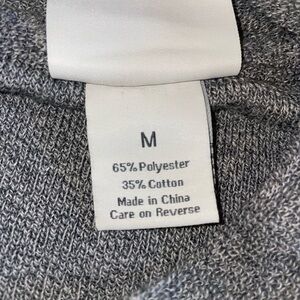 M
65% Polyester
35% Cotton
Made in China
Care on Reverse